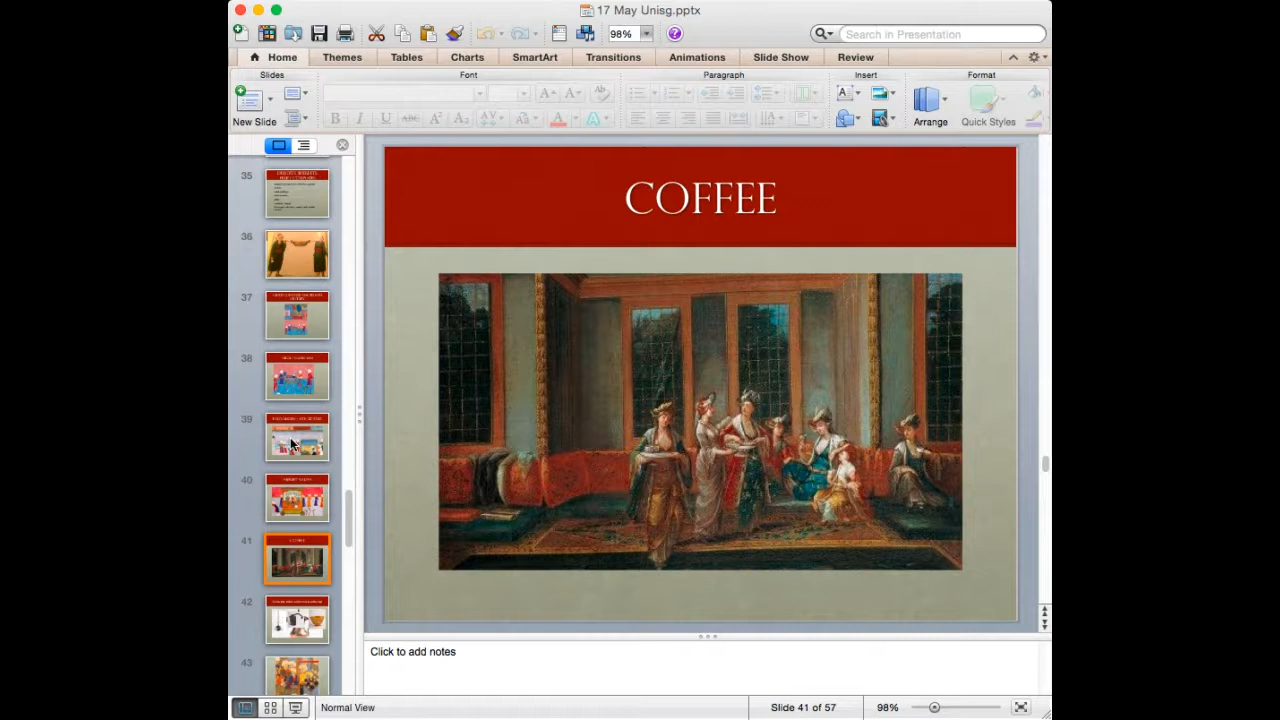 17 May Unisg.pptx
98%
Search in Presentation
Home Themes Tables Charts SmartArt Transitions Animations Slide Show Review
Slides Font Paragraph Insert Format
New Slide Arrange Quick Styles
35
36
37
38
39
40
41
42
43
COFFEE
Click to add notes
Normal View Slide 41 of 57 98%